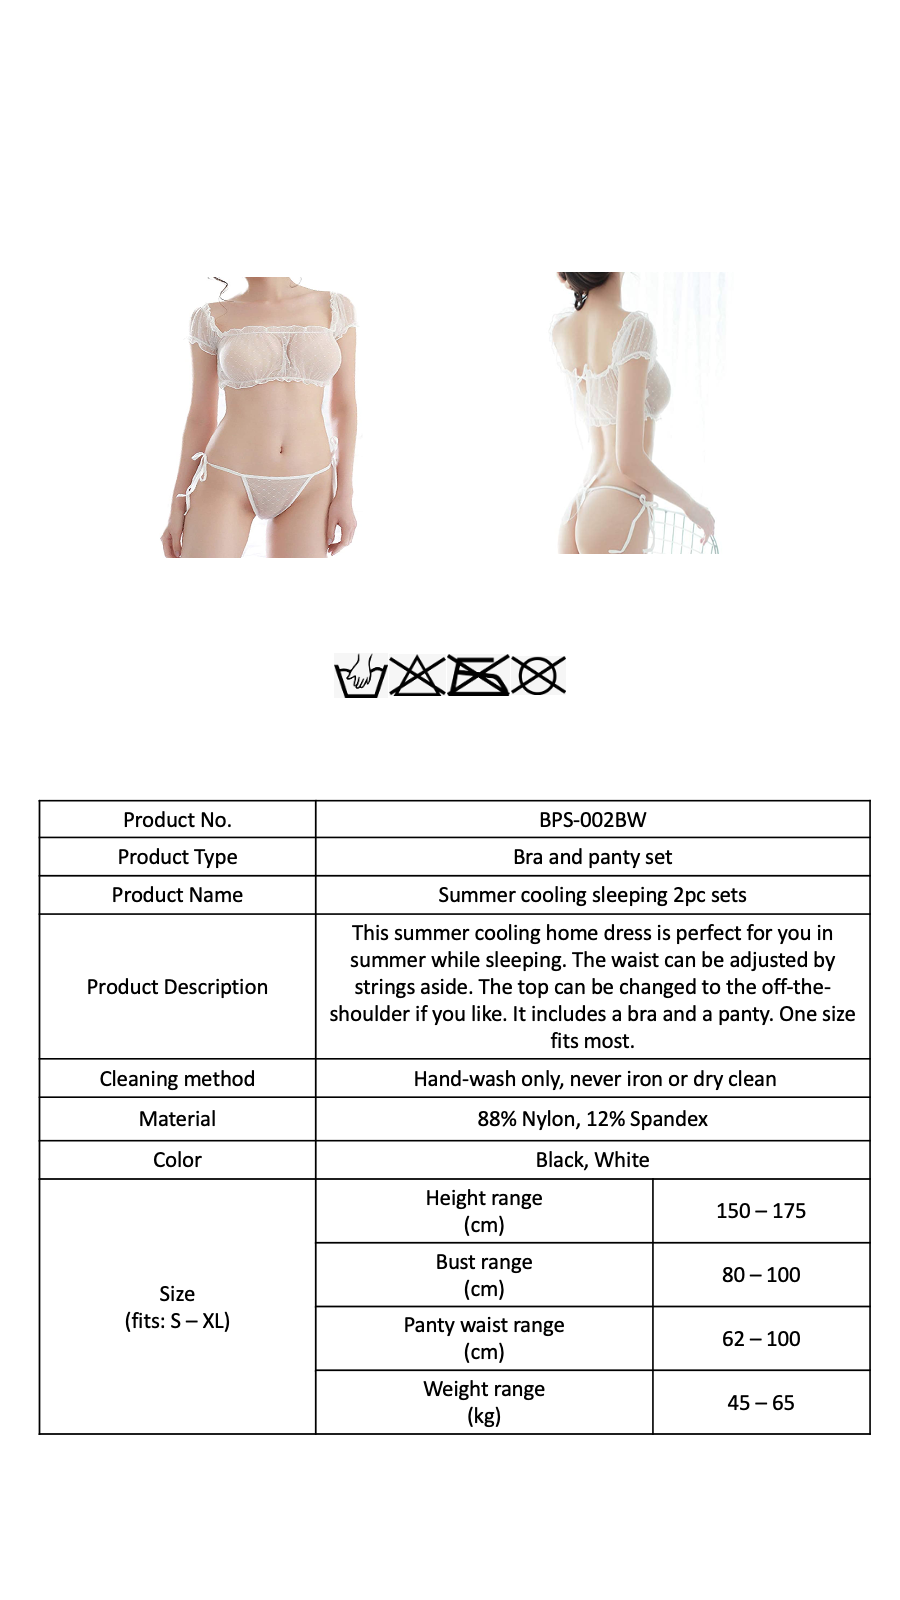 Product No.
BPS-002BW
Product Type
Bra and panty set
Product Name
Summer cooling sleeping 2pc sets
Product Description
This summer cooling home dress is perfect for you in
summer while sleeping. The waist can be adjusted by
strings aside. The top can be changed to the off-the-
shoulder if you like. It includes a bra and a panty. One size
fits most.
Cleaning method
Hand-wash only, never iron or dry clean
Material
88% Nylon, 12% Spandex
Color
Black, White
Size
(fits: S – XL)
Height range
(cm)
150 – 175
Bust range
(cm)
80 – 100
Panty waist range
(cm)
62 – 100
Weight range
(kg)
45 – 65